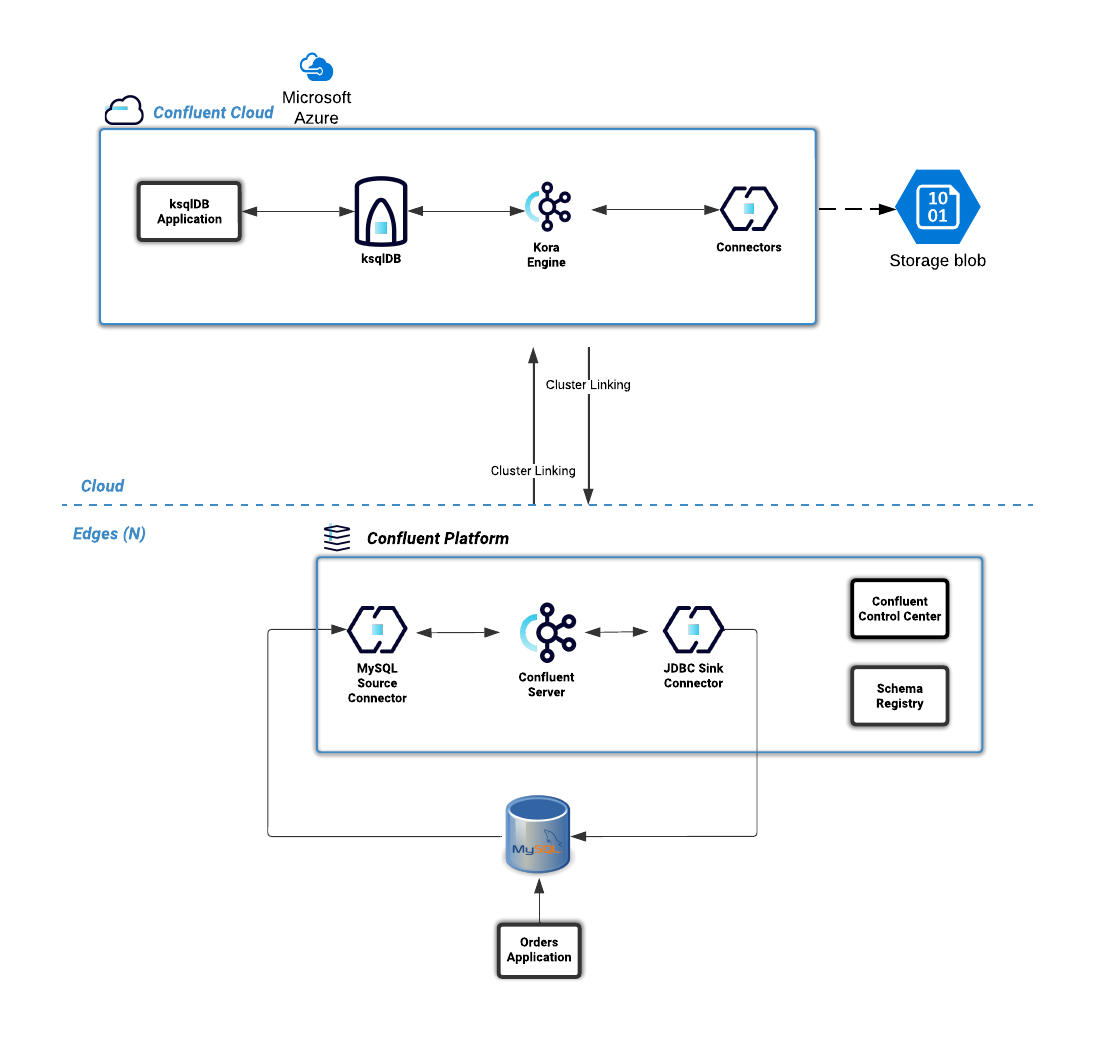 Microsoft
Azure
Confluent Cloud
ksqlDB
Application
ksqlDB
Kora
Engine
Connectors
10
01
Storage blob
Cluster Linking
Cluster Linking
Cloud
Edges (N)
Confluent Platform
MySQL
Source
Connector
Confluent
Server
JDBC Sink
Connector
Confluent
Control Center
Schema
Registry
MySQL
Orders
Application